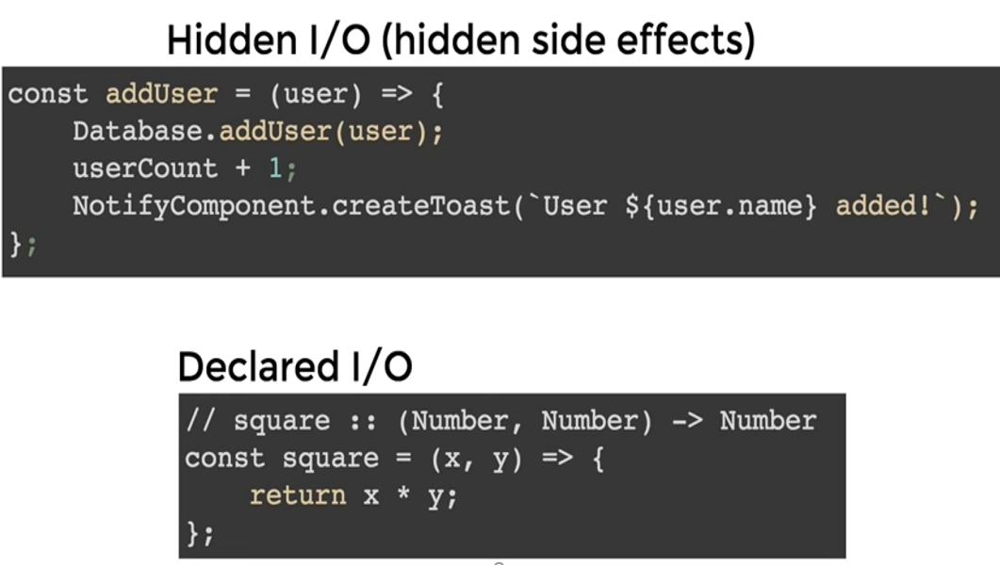 Hidden I/O (hidden side effects)
const addUser = (user) => {
    Database.addUser(user);
    userCount + 1;
    NotifyComponent.createToast(`User ${user.name} added!`);
};
Declared I/O
// square :: (Number, Number) -> Number
const square = (x, y) => {
    return x * y;
};